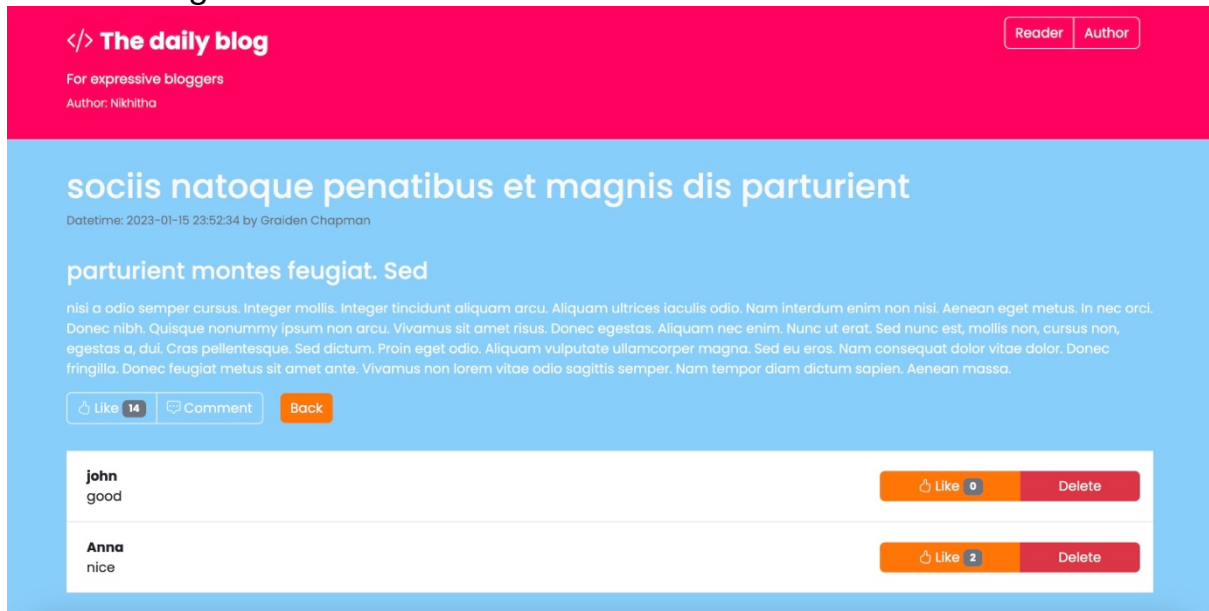 </> The daily blog
Reader Author
For expressive bloggers
Author: Nikhitha
sociis natoque penatibus et magnis dis parturient
Datetime: 2023-01-15 23:52:34 by Graiden Chapman
parturient montes feugiat. Sed
nisi a odio semper cursus. Integer mollis. Integer tincidunt aliquam arcu. Aliquam ultrices iaculis odio. Nam interdum enim non nisi. Aenean eget metus. In nec orci.
Donec nibh. Quisque nonummy ipsum non arcu. Vivamus sit amet risus. Donec egestas. Aliquam nec enim. Nunc ut erat. Sed nunc est, mollis non, cursus non,
egestas a, dui. Cras pellentesque. Sed dictum. Proin eget odio. Aliquam vulputate ullamcorper magna. Sed eu eros. Nam consequat dolor vitae dolor. Donec
fringilla. Donec feugiat metus sit amet ante. Vivamus non lorem vitae odio sagittis semper. Nam tempor diam dictum sapien. Aenean massa.
Like 14 Comment Back
john
good
Like 0 Delete
Anna
nice
Like 2 Delete